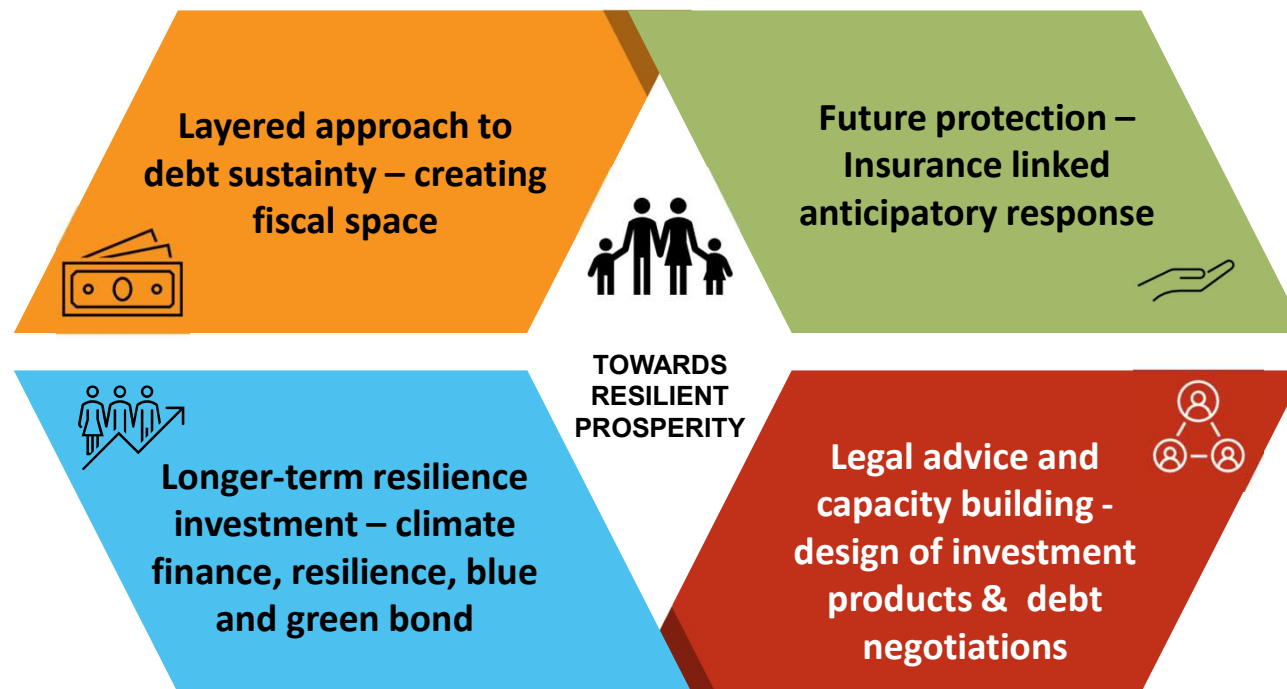 Layered approach to
debt sustainty – creating
fiscal space
Future protection –
Insurance linked
anticipatory response
TOWARDS
RESILIENT
PROSPERITY
Longer-term resilience
investment – climate
finance, resilience, blue
and green bond
Legal advice and
capacity building -
design of investment
products & debt
negotiations